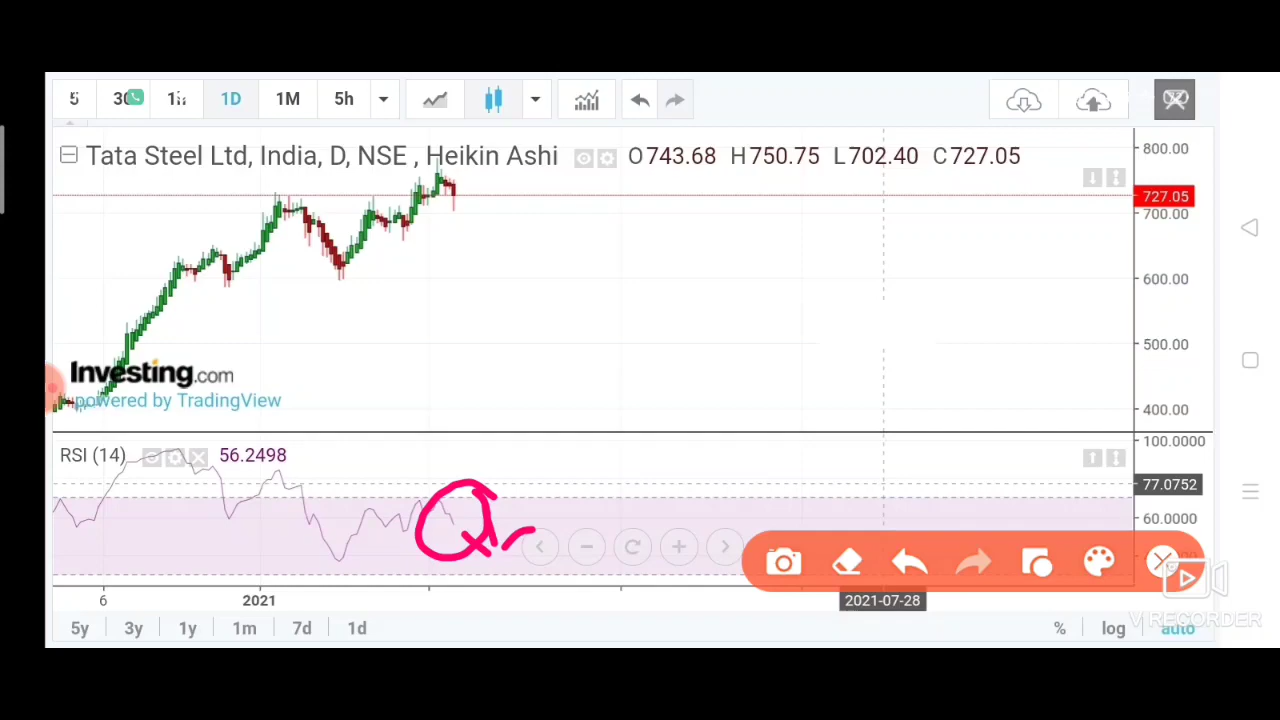 5 30 1h 1D 1M 5h
Tata Steel Ltd, India, D, NSE , Heikin Ashi O743.68 H750.75 L702.40 C727.05
800.00
727.05
700.00
600.00
500.00
400.00
Investing.com
powered by TradingView
RSI (14) 56.2498
100.0000
77.0752
60.0000
6 2021 2021-07-28
5y 3y 1y 1m 7d 1d % log auto
V RECORDER